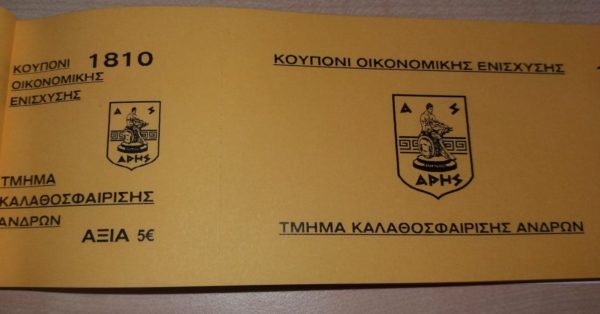 ΚΟΥΠΟΝΙ 1810
ΟΙΚΟΝΟΜΙΚΗΣ
ΕΝΙΣΧΥΣΗΣ
Α Σ
ΑΡΗΣ
ΤΜΗΜΑ
ΚΑΛΑΘΟΣΦΑΙΡΙΣΗΣ
ΑΝΔΡΩΝ
ΑΞΙΑ 5€
ΚΟΥΠΟΝΙ ΟΙΚΟΝΟΜΙΚΗΣ ΕΝΙΣΧΥΣΗΣ
Α Σ
ΑΡΗΣ
ΤΜΗΜΑ ΚΑΛΑΘΟΣΦΑΙΡΙΣΗΣ ΑΝΔΡΩΝ